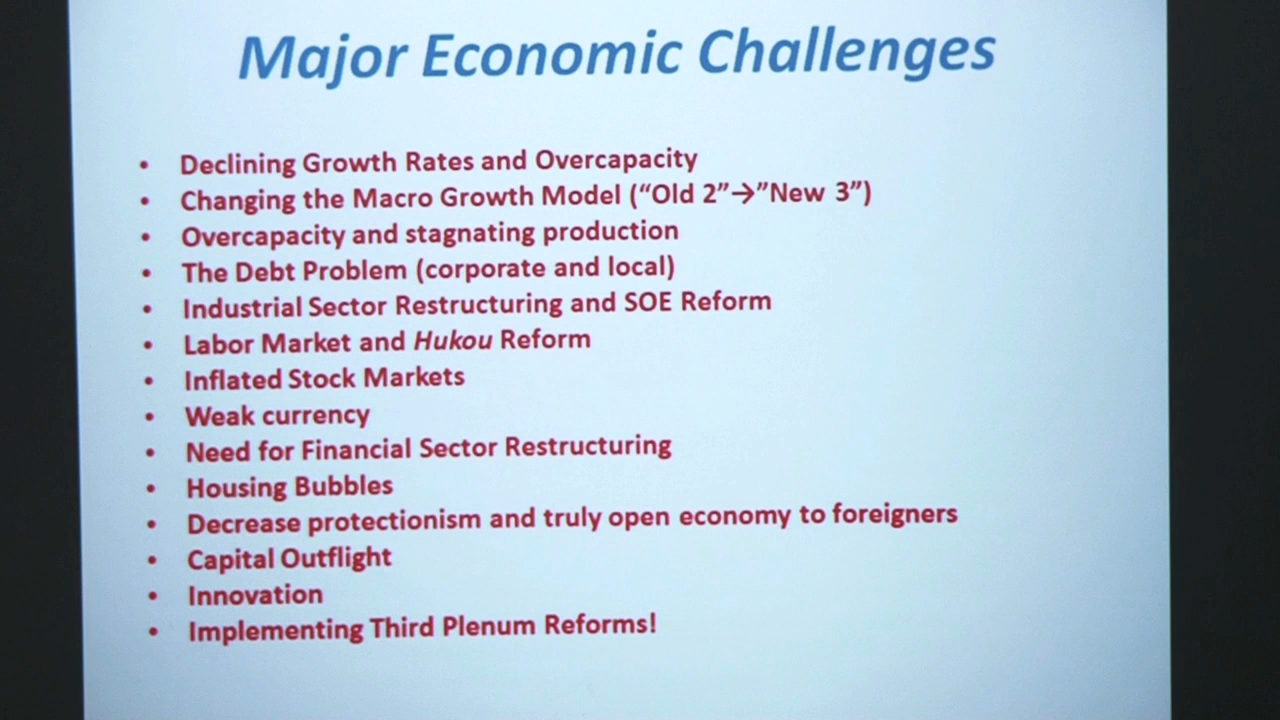 Major Economic Challenges
• Declining Growth Rates and Overcapacity
• Changing the Macro Growth Model (“Old 2”→”New 3”)
• Overcapacity and stagnating production
• The Debt Problem (corporate and local)
• Industrial Sector Restructuring and SOE Reform
• Labor Market and Hukou Reform
• Inflated Stock Markets
• Weak currency
• Need for Financial Sector Restructuring
• Housing Bubbles
• Decrease protectionism and truly open economy to foreigners
• Capital Outflight
• Innovation
• Implementing Third Plenum Reforms!